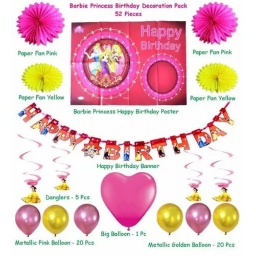 Barbie Princess Birthday Decoration Pack
52 Pieces
Happy
Birthday
Paper Fan Pink
Paper Fan Pink
Paper Fan Yellow
Paper Fan Yellow
Barbie Princess Happy Birthday Poster
HAPPY BIRTHDAY
Happy Birthday Banner
Danglers - 5 Pcs
Big Balloon - 1 Pc
Metallic Pink Balloon - 20 Pcs
Metallic Golden Balloon - 20 Pcs